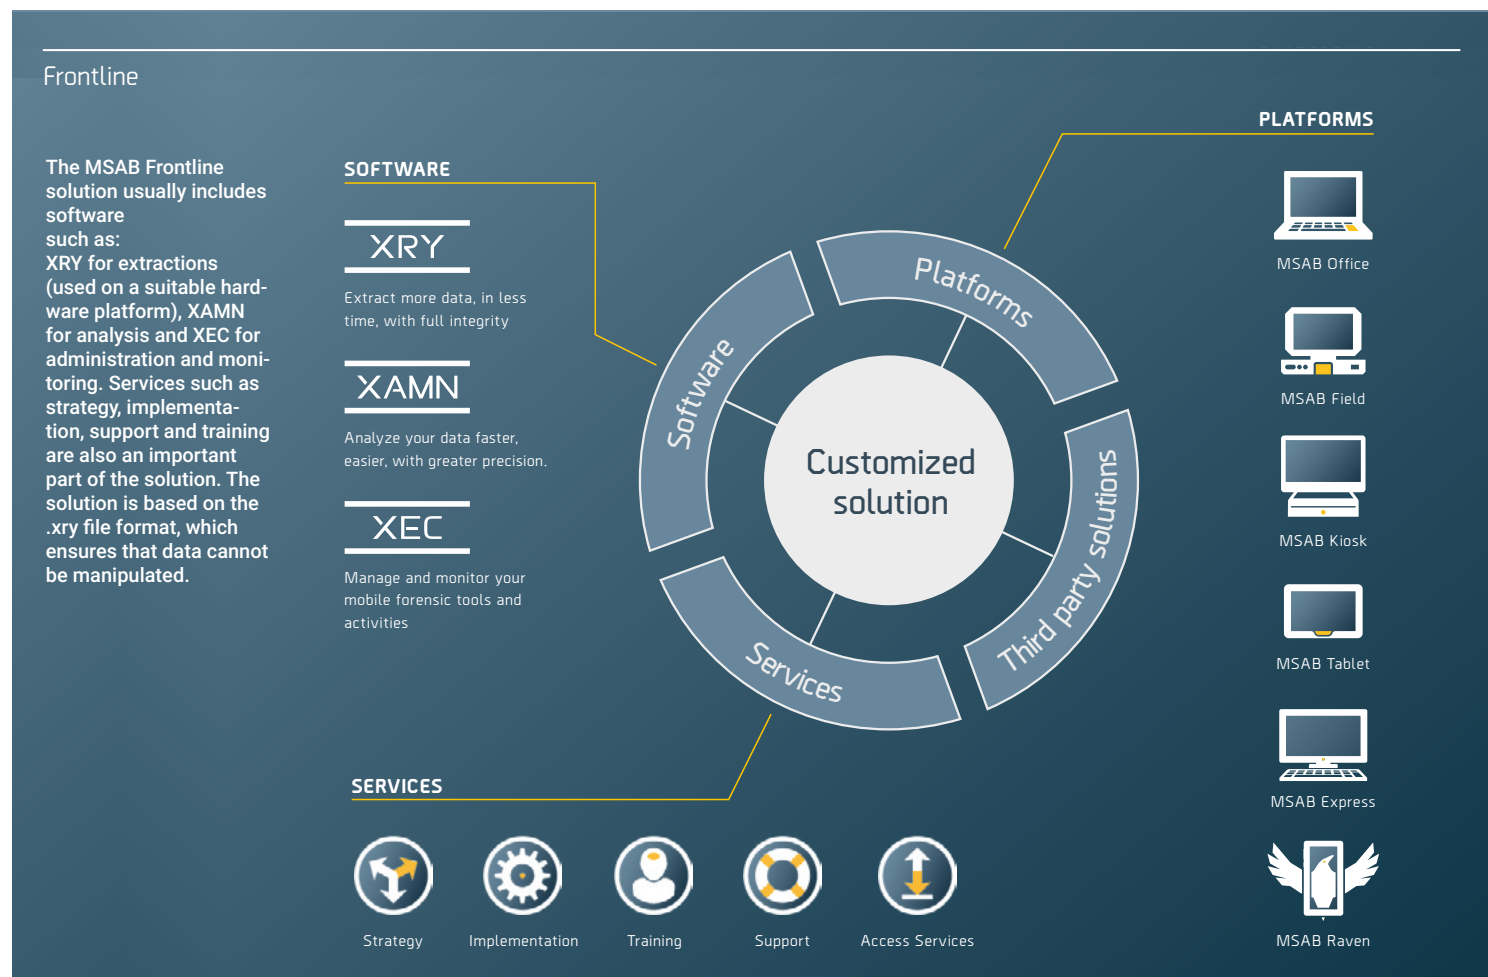 Frontline
The MSAB Frontline
solution usually includes
software
such as:
XRY for extractions
(used on a suitable hard-
ware platform), XAMN
for analysis and XEC for
administration and moni-
toring. Services such as
strategy, implementa-
tion, support and training
are also an important
part of the solution. The
solution is based on the
.xry file format, which
ensures that data cannot
be manipulated.
SOFTWARE
XRY
Extract more data, in less
time, with full integrity
XAMN
Analyze your data faster,
easier, with greater precision.
XEC
Manage and monitor your
mobile forensic tools and
activities
Software
Platforms
Third party solutions
Services
Customized
solution
PLATFORMS
MSAB Office
MSAB Field
MSAB Kiosk
MSAB Tablet
MSAB Express
MSAB Raven
SERVICES
Strategy
Implementation
Training
Support
Access Services